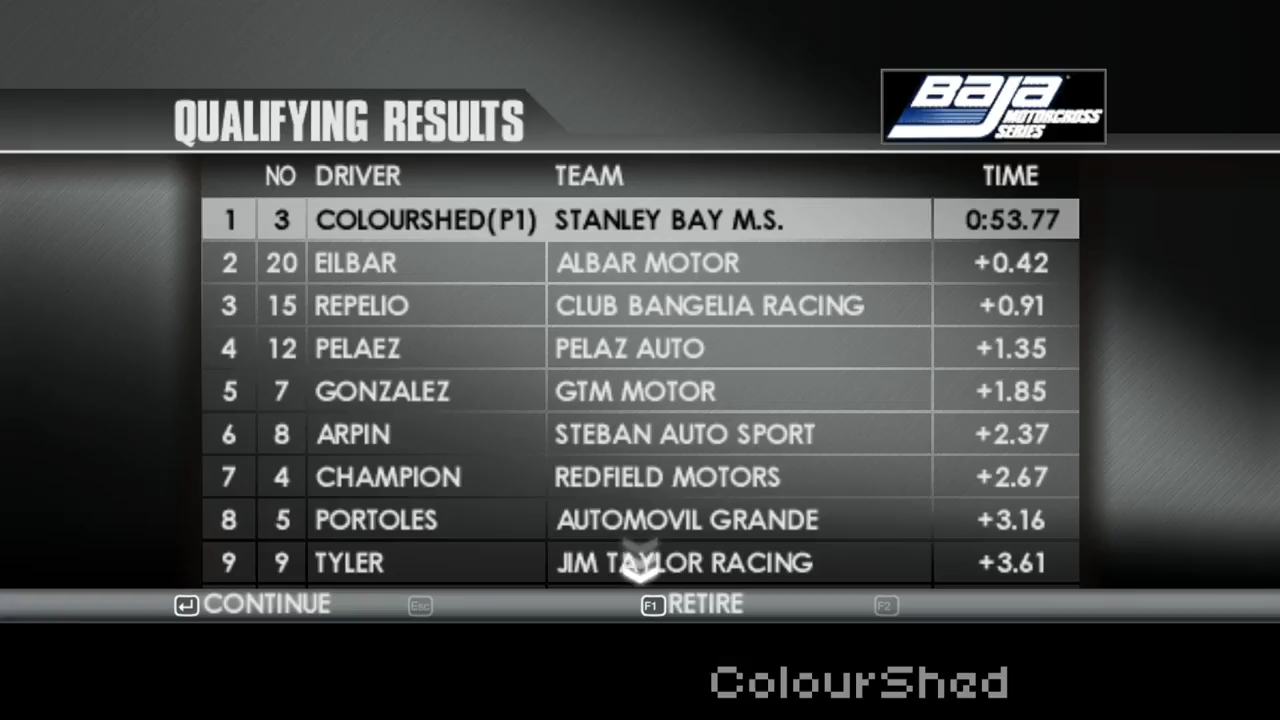 QUALIFYING RESULTS
Baja
MOTORCROSS
SERIES
NO DRIVER TEAM TIME
1 3 COLOURSHED(P1) STANLEY BAY M.S. 0:53.77
2 20 EILBAR ALBAR MOTOR +0.42
3 15 REPELIO CLUB BANGELIA RACING +0.91
4 12 PELAEZ PELAZ AUTO +1.35
5 7 GONZALEZ GTM MOTOR +1.85
6 8 ARPIN STEBAN AUTO SPORT +2.37
7 4 CHAMPION REDFIELD MOTORS +2.67
8 5 PORTOLES AUTOMOVIL GRANDE +3.16
9 9 TYLER JIM TAYLOR RACING +3.61
CONTINUE Esc F1 RETIRE F2
ColourShed